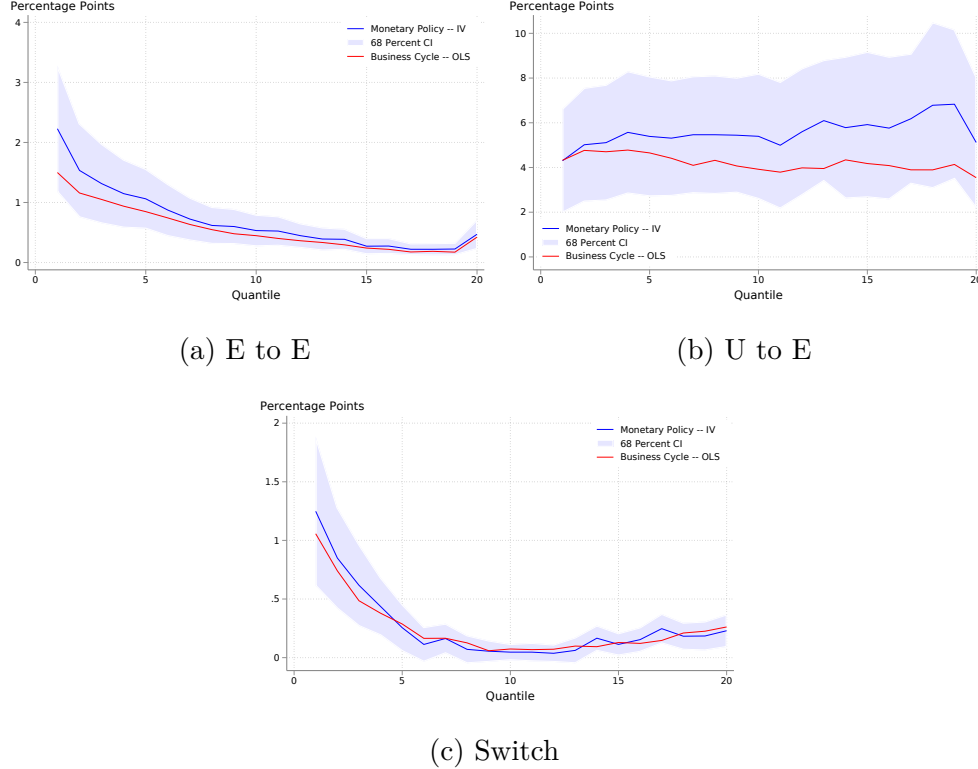 Percentage Points
4
3
2
1
0
0 5 10 15 20
Quantile
Monetary Policy -- IV
68 Percent CI
Business Cycle -- OLS
(a) E to E
Percentage Points
10
8
6
4
2
0
0 5 10 15 20
Quantile
Monetary Policy -- IV
68 Percent CI
Business Cycle -- OLS
(b) U to E
Percentage Points
2
1.5
1
.5
0
0 5 10 15 20
Quantile
Monetary Policy -- IV
68 Percent CI
Business Cycle -- OLS
(c) Switch